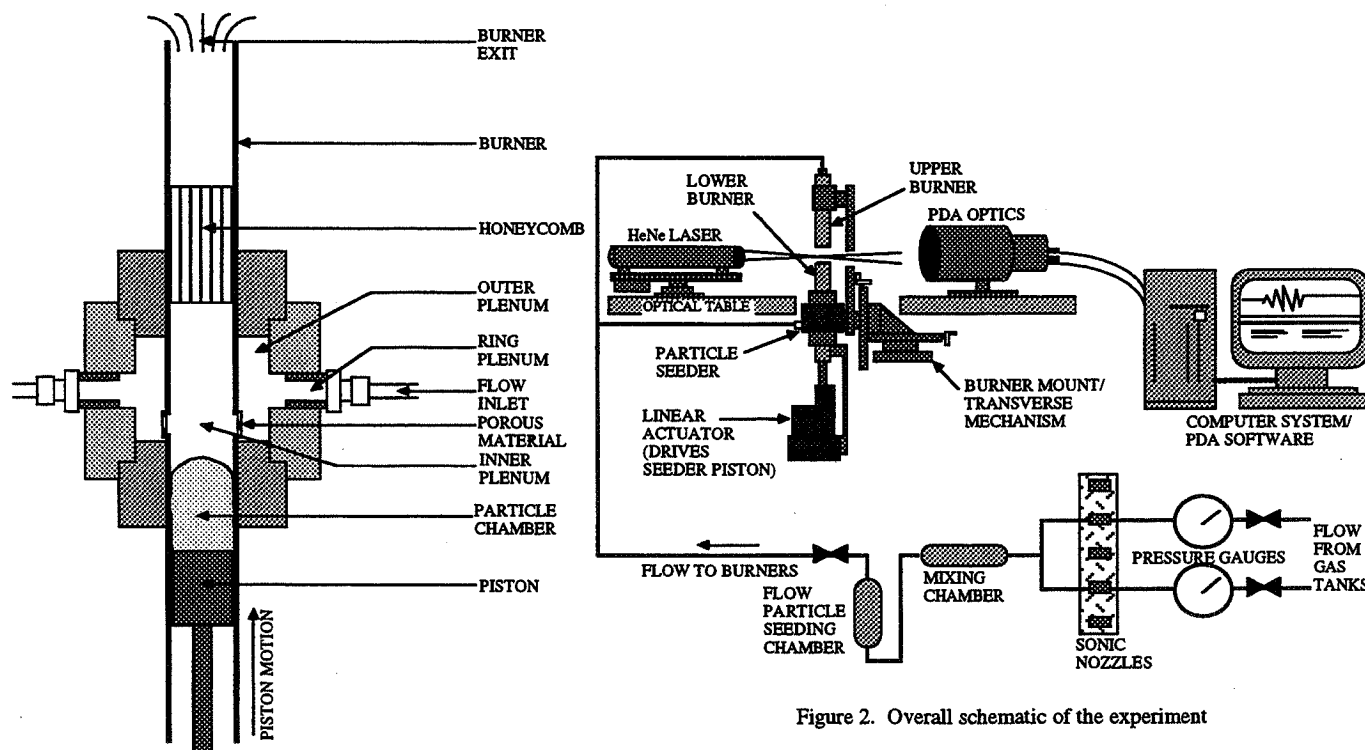 BURNER
EXIT
BURNER
HONEYCOMB
OUTER
PLENUM
RING
PLENUM
FLOW
INLET
POROUS
MATERIAL
INNER
PLENUM
PARTICLE
CHAMBER
PISTON
PISTON MOTION
LOWER
BURNER
UPPER
BURNER
PDA OPTICS
HeNe LASER
OPTICAL TABLE
PARTICLE
SEEDER
LINEAR
ACTUATOR
(DRIVES
SEEDER PISTON)
BURNER MOUNT/
TRANSVERSE
MECHANISM
COMPUTER SYSTEM/
PDA SOFTWARE
FLOW TO BURNERS
FLOW
PARTICLE
SEEDING
CHAMBER
MIXING
CHAMBER
SONIC
NOZZLES
PRESSURE GAUGES
FLOW
FROM
GAS
TANKS
Figure 2. Overall schematic of the experiment